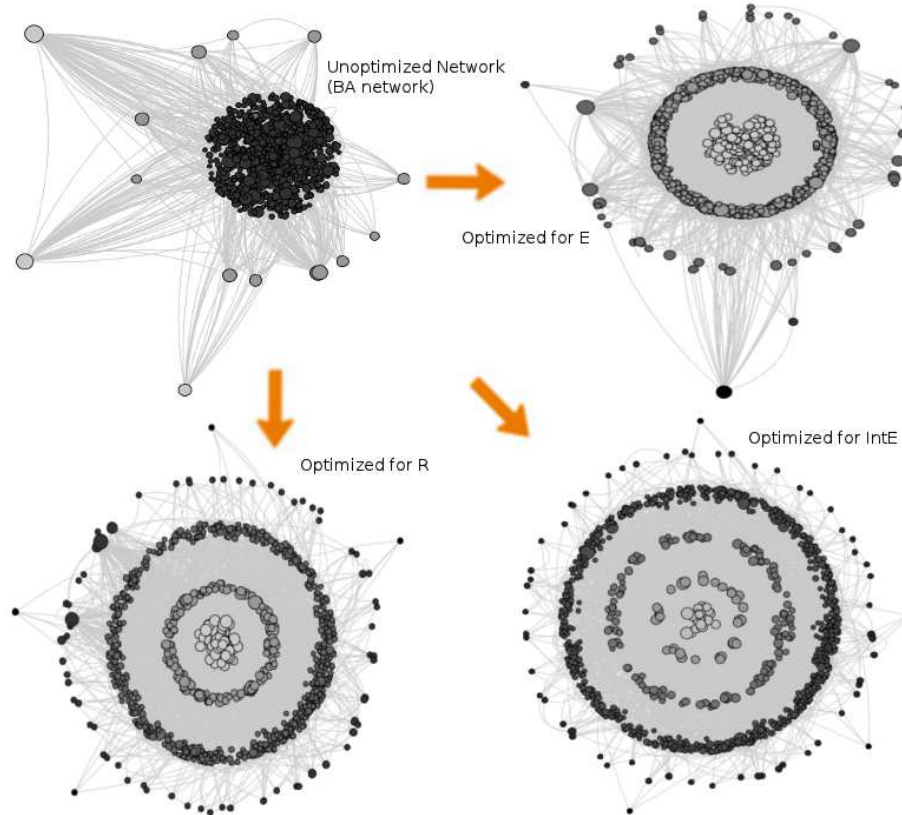 Unoptimized Network
(BA network)
Optimized for E
Optimized for R
Optimized for IntE